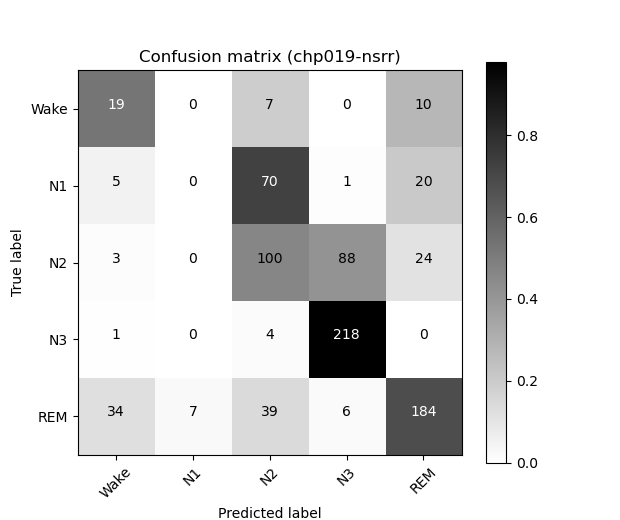 Confusion matrix (chp019-nsrr)
Wake 19 0 7 0 10
N1 5 0 70 1 20
N2 3 0 100 88 24
N3 1 0 4 218 0
REM 34 7 39 6 184
Wake N1 N2 N3 REM
True label
Predicted label
0.8
0.6
0.4
0.2
0.0